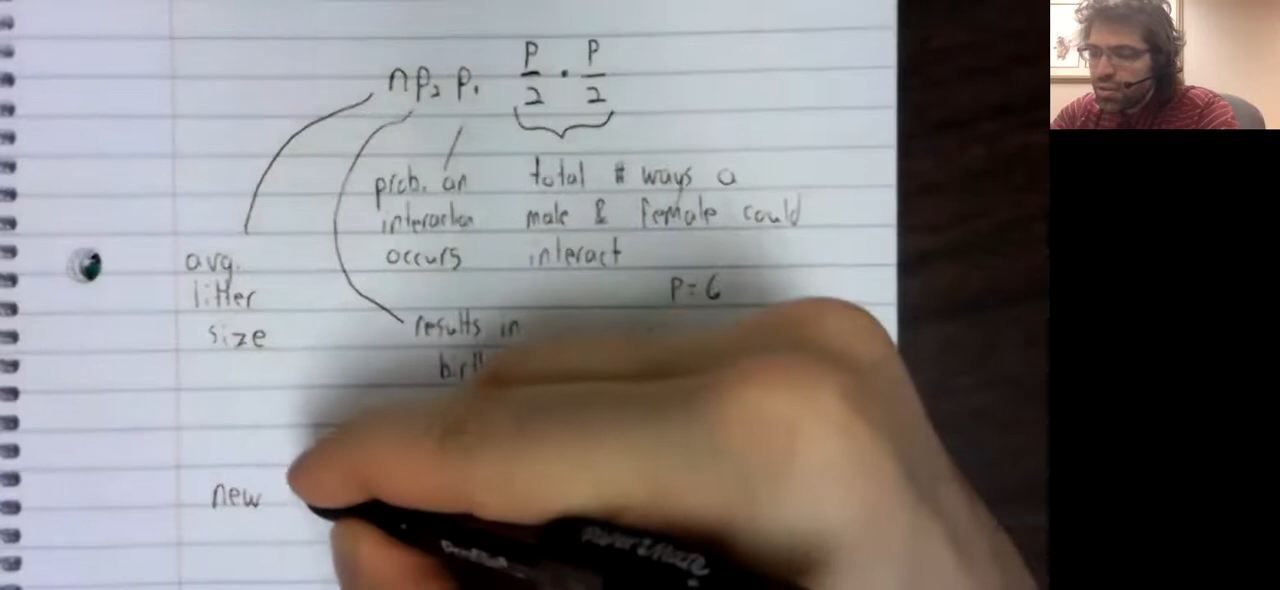 n p₂ p₁ P/2 · P/2
prob. an
interaction
occurs
total # ways a
male & female could
interact
avg.
litter
size
P = 6
results in
new